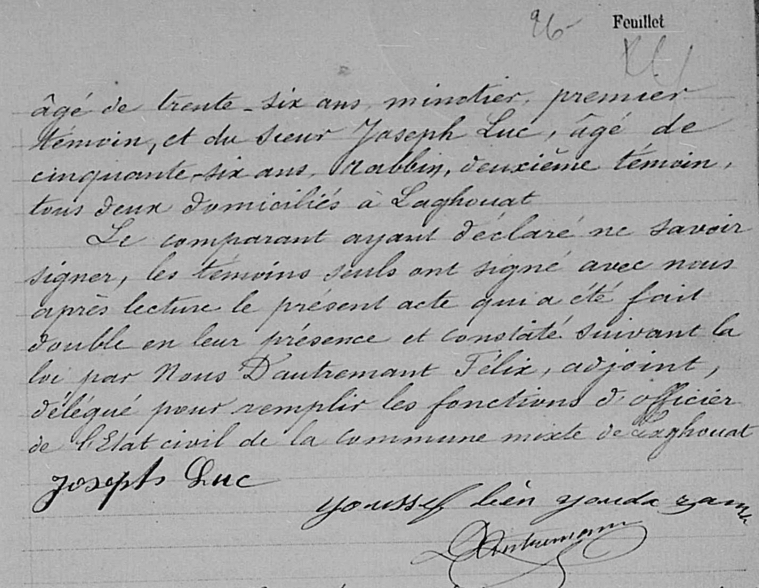 96 Feuillet
âgé de trente-six ans, minotier, premier
témoin, et du sieur Joseph Luc, âgé de
cinquante-six ans, rabbin, deuxième témoin,
tous deux domiciliés à Laghouat
Le comparant ayant déclaré ne savoir
signer, les témoins seuls ont signé avec nous
après lecture le présent acte qui a été fait
double en leur présence et constaté suivant la
loi par Nous Dautremant Félix, adjoint,
délégué pour remplir les fonctions d'officier
de l'Etat civil de la commune mixte de Laghouat
Joseph Luc
Youssef bien youda